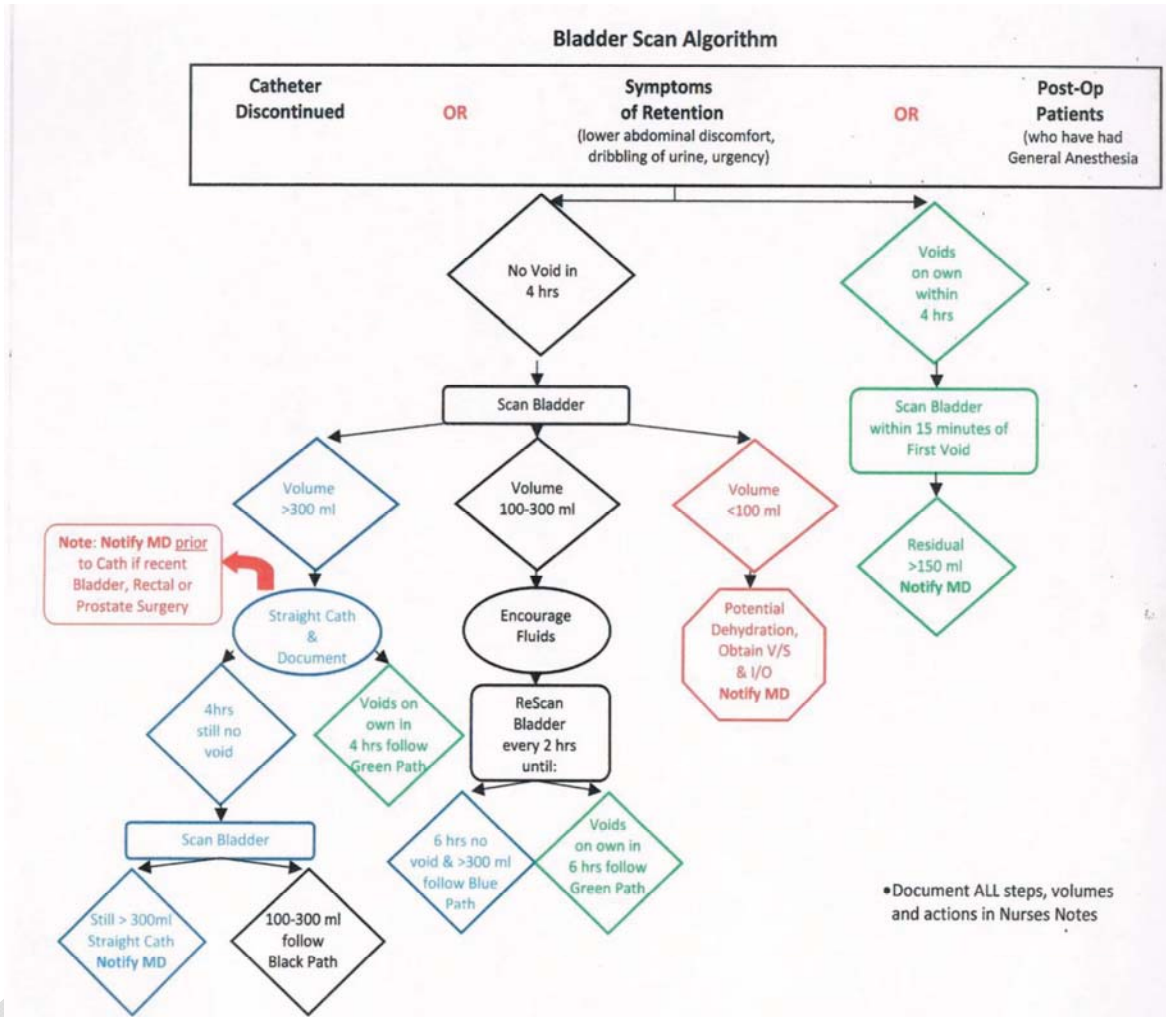 Bladder Scan Algorithm
Catheter
Discontinued
OR
Symptoms
of Retention
(lower abdominal discomfort,
dribbling of urine, urgency)
OR
Post-Op
Patients
(who have had
General Anesthesia
No Void in
4 hrs
Voids
on own
within
4 hrs
Scan Bladder
Scan Bladder
within 15 minutes of
First Void
Volume
>300 ml
Volume
100-300 ml
Volume
<100 ml
Residual
>150 ml
Notify MD
Note: Notify MD prior
to Cath if recent
Bladder, Rectal or
Prostate Surgery
Straight Cath
&
Document
Encourage
Fluids
Potential
Dehydration,
Obtain V/S
& I/O
Notify MD
4hrs
still no
void
Voids on
own in
4 hrs follow
Green Path
ReScan
Bladder
every 2 hrs
until:
Scan Bladder
6 hrs no
void & >300 ml
follow Blue
Path
Voids
on own in
6 hrs follow
Green Path
Still > 300ml
Straight Cath
Notify MD
100-300 ml
follow
Black Path
•Document ALL steps, volumes
and actions in Nurses Notes